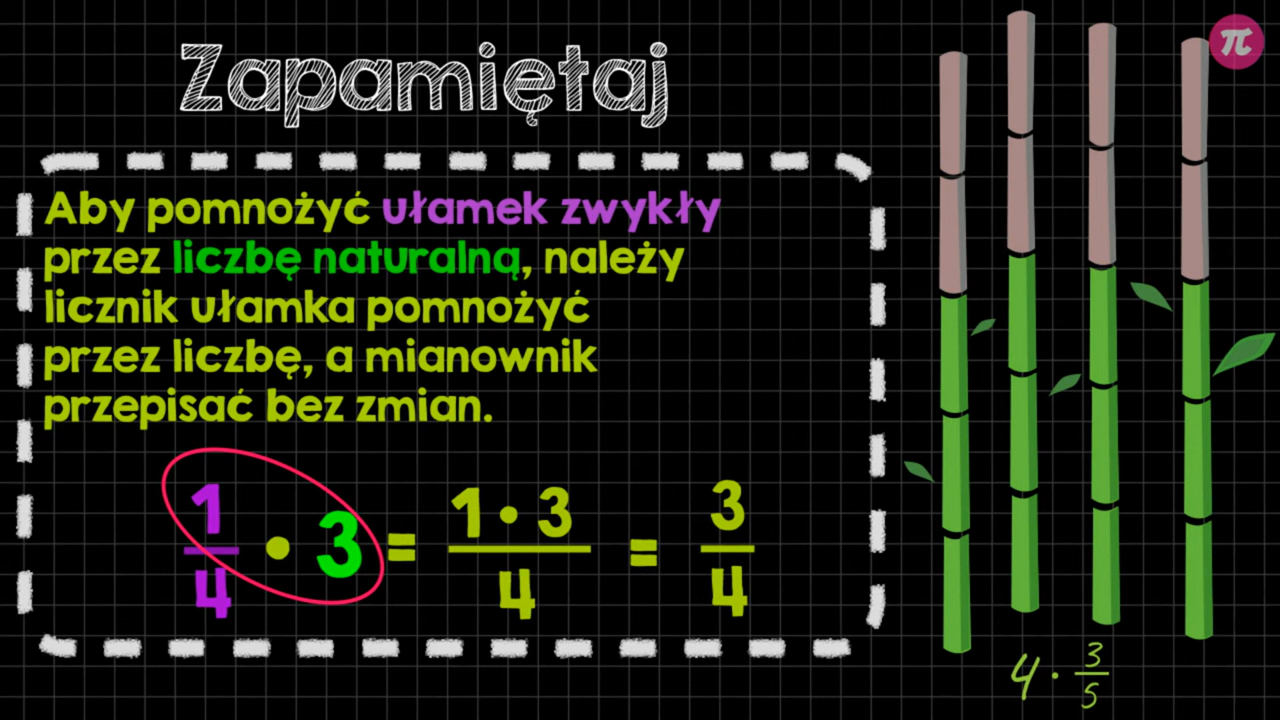 Zapamiętaj
π
Aby pomnożyć ułamek zwykły
przez liczbę naturalną, należy
licznik ułamka pomnożyć
przez liczbę, a mianownik
przepisać bez zmian.
1/4 • 3 = 1 • 3/4 = 3/4
4 · 3/5